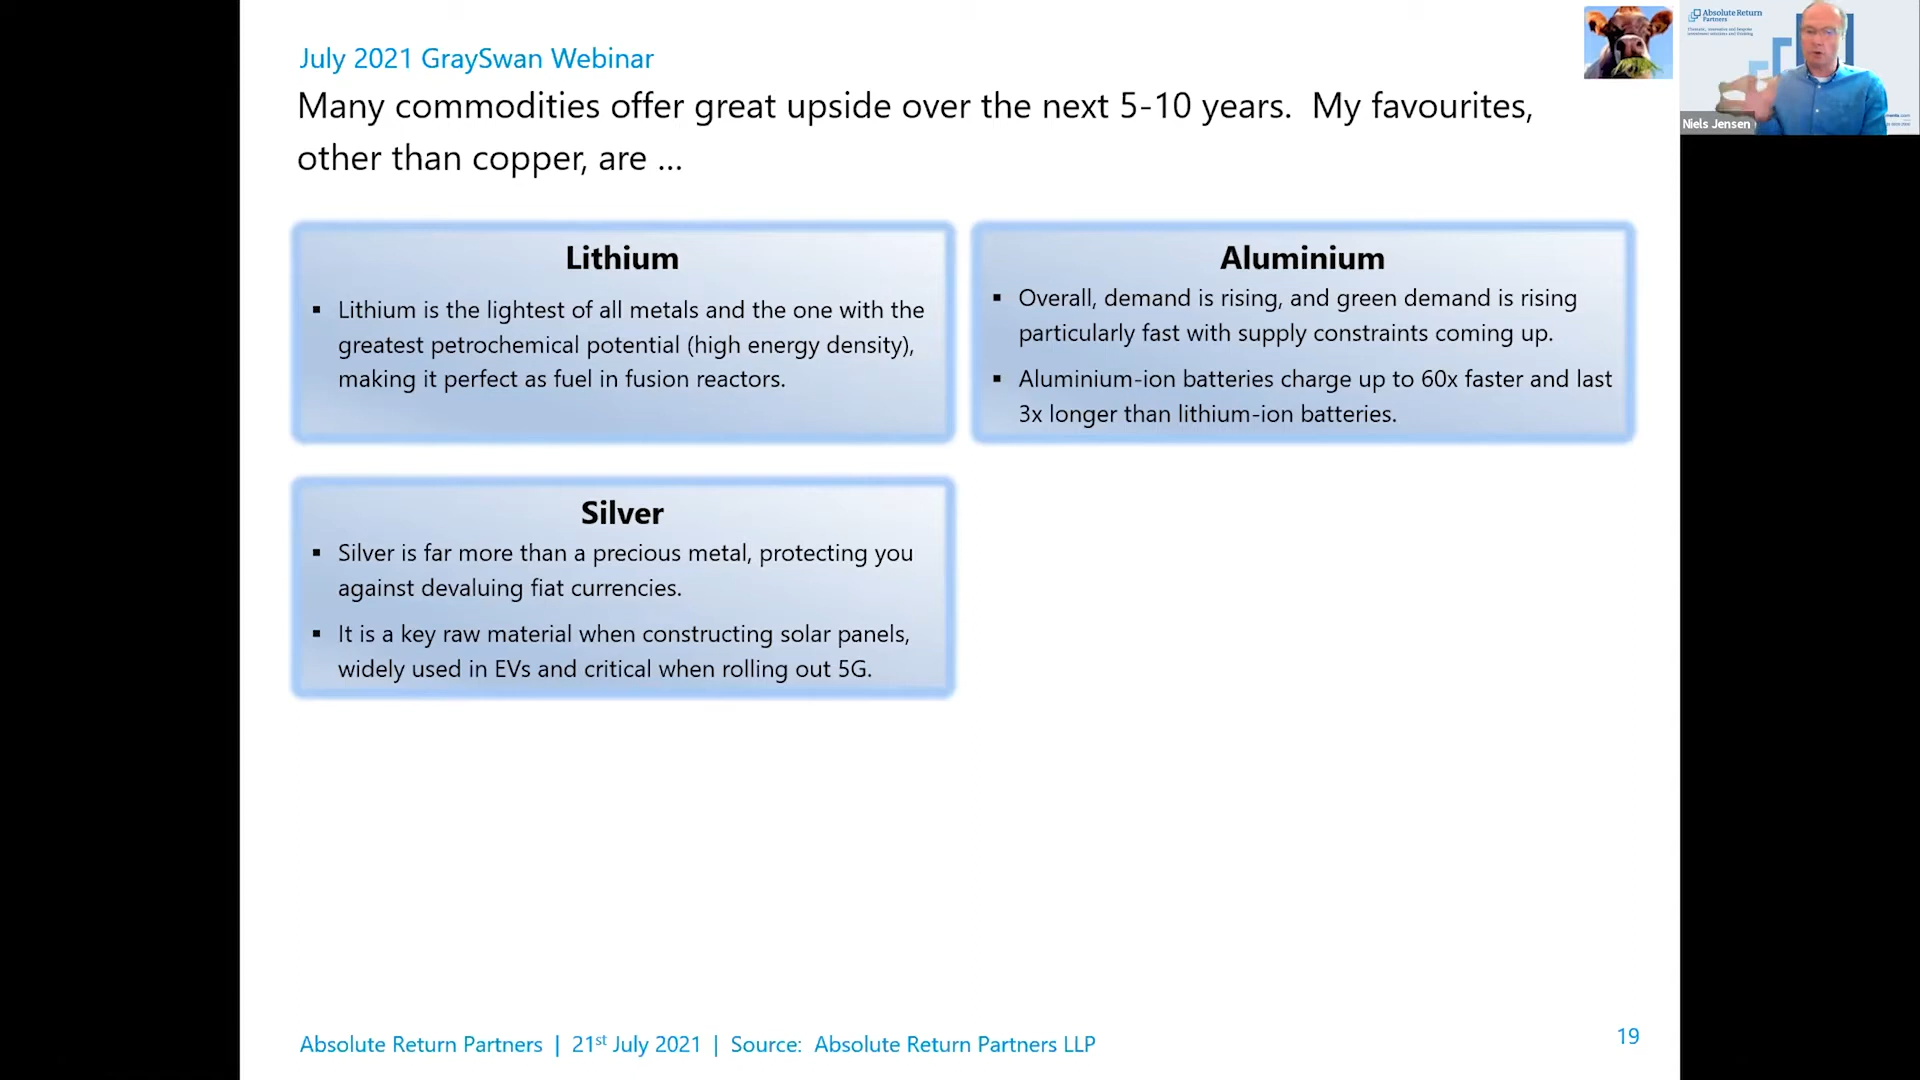 July 2021 GraySwan Webinar
Many commodities offer great upside over the next 5-10 years. My favourites,
other than copper, are ...
Lithium
▪ Lithium is the lightest of all metals and the one with the
greatest petrochemical potential (high energy density),
making it perfect as fuel in fusion reactors.
Aluminium
▪ Overall, demand is rising, and green demand is rising
particularly fast with supply constraints coming up.
▪ Aluminium-ion batteries charge up to 60x faster and last
3x longer than lithium-ion batteries.
Silver
▪ Silver is far more than a precious metal, protecting you
against devaluing fiat currencies.
▪ It is a key raw material when constructing solar panels,
widely used in EVs and critical when rolling out 5G.
Absolute Return Partners | 21st July 2021 | Source: Absolute Return Partners LLP
19
Absolute Return
Partners
Niels Jensen